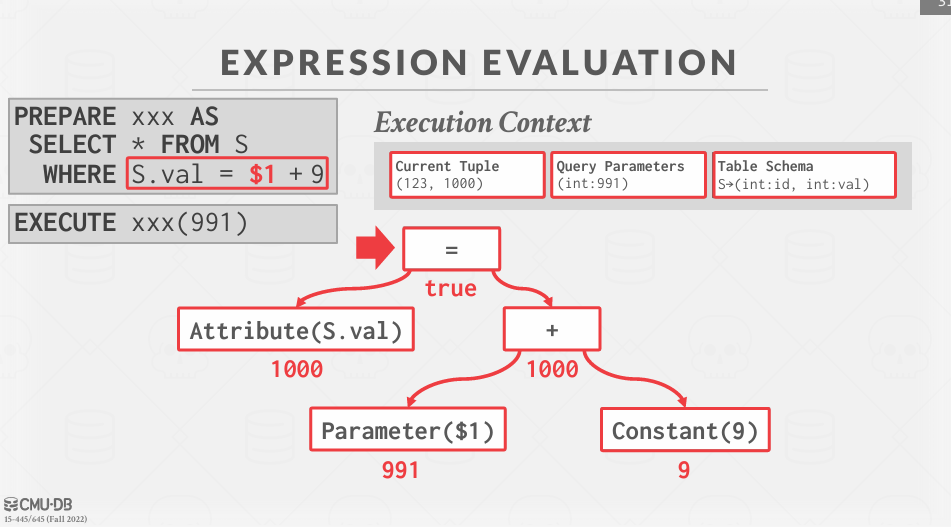 EXPRESSION EVALUATION
PREPARE xxx AS
SELECT * FROM S
WHERE S.val = $1 + 9
EXECUTE xxx(991)
Execution Context
Current Tuple
(123, 1000)
Query Parameters
(int:991)
Table Schema
S→(int:id, int:val)
=
true
Attribute(S.val)
1000
+
1000
Parameter($1)
991
Constant(9)
9
CMU·DB
15-445/645 (Fall 2022)